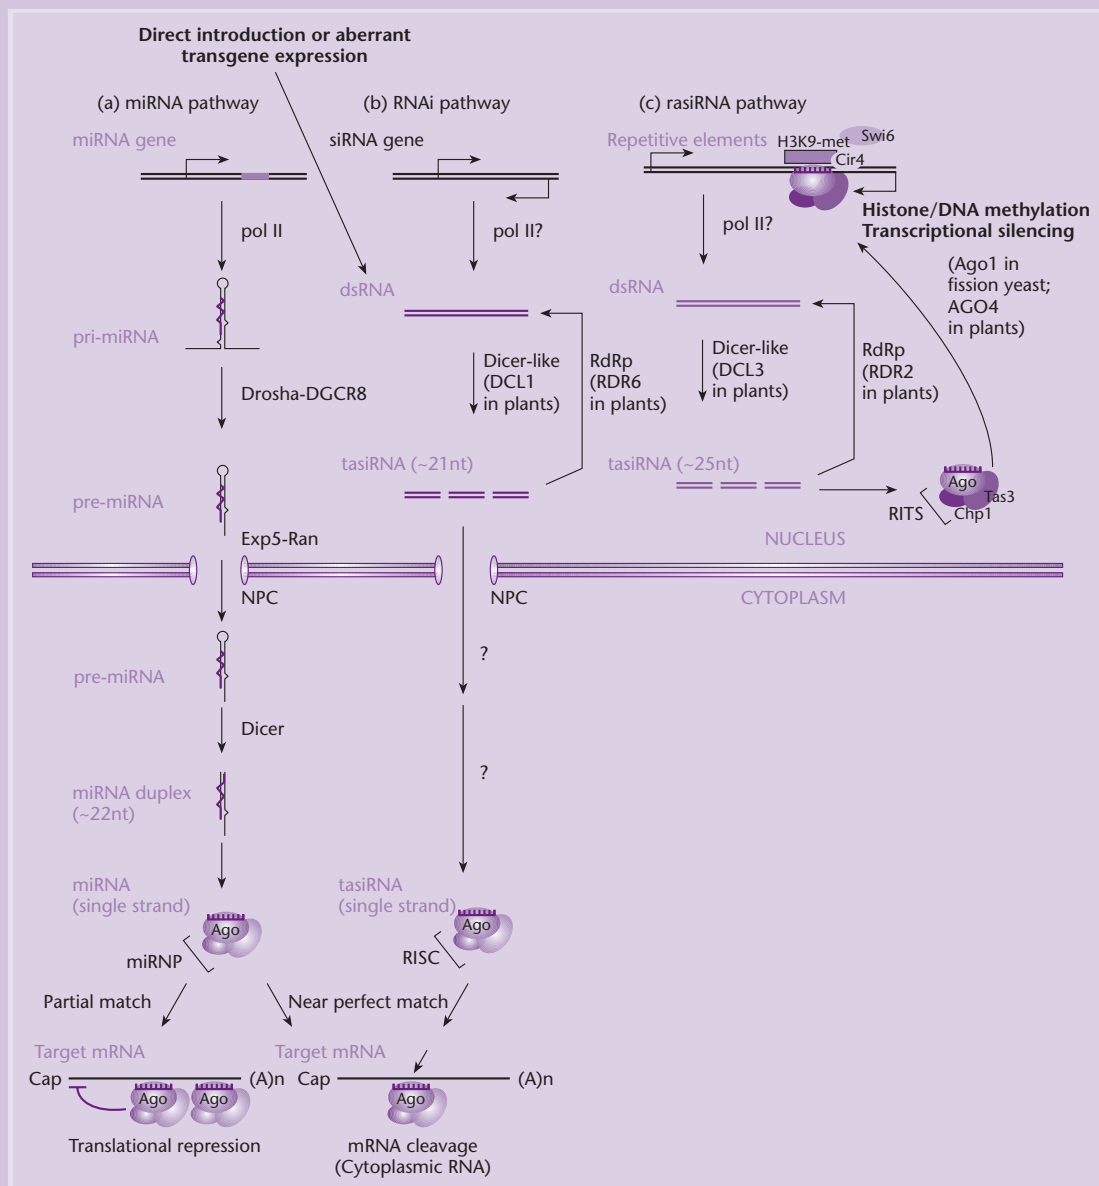 Direct introduction or aberrant
transgene expression
(a) miRNA pathway
(b) RNAi pathway
(c) rasiRNA pathway
miRNA gene
siRNA gene
Repetitive elements
H3K9-met
Swi6
Cir4
pol II
pol II?
pol II?
Histone/DNA methylation
Transcriptional silencing
(Ago1 in
fission yeast;
AGO4
in plants)
dsRNA
dsRNA
pri-miRNA
Drosha-DGCR8
Dicer-like
(DCL1
in plants)
RdRp
(RDR6
in plants)
Dicer-like
(DCL3
in plants)
RdRp
(RDR2
in plants)
pre-miRNA
tasiRNA (~21nt)
tasiRNA (~25nt)
Ago
Tas3
Chp1
RITS
Exp5-Ran
NUCLEUS
NPC
NPC
CYTOPLASM
pre-miRNA
?
Dicer
?
miRNA duplex
(~22nt)
miRNA
(single strand)
Ago
miRNP
tasiRNA
(single strand)
Ago
RISC
Partial match
Near perfect match
Target mRNA
Cap
(A)n
Ago
Ago
Translational repression
Target mRNA
Cap
(A)n
Ago
mRNA cleavage
(Cytoplasmic RNA)